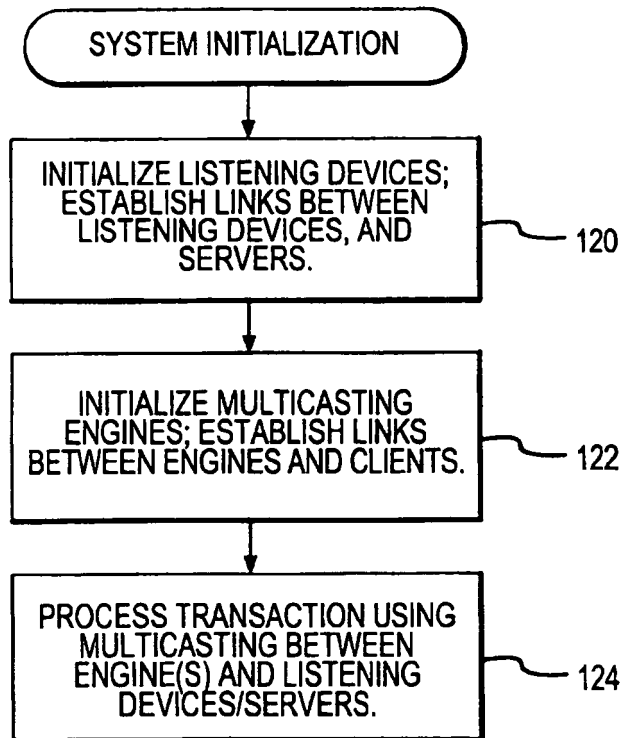 SYSTEM INITIALIZATION
INITIALIZE LISTENING DEVICES;
ESTABLISH LINKS BETWEEN
LISTENING DEVICES, AND
SERVERS.
120
INITIALIZE MULTICASTING
ENGINES; ESTABLISH LINKS
BETWEEN ENGINES AND CLIENTS.
122
PROCESS TRANSACTION USING
MULTICASTING BETWEEN
ENGINE(S) AND LISTENING
DEVICES/SERVERS.
124